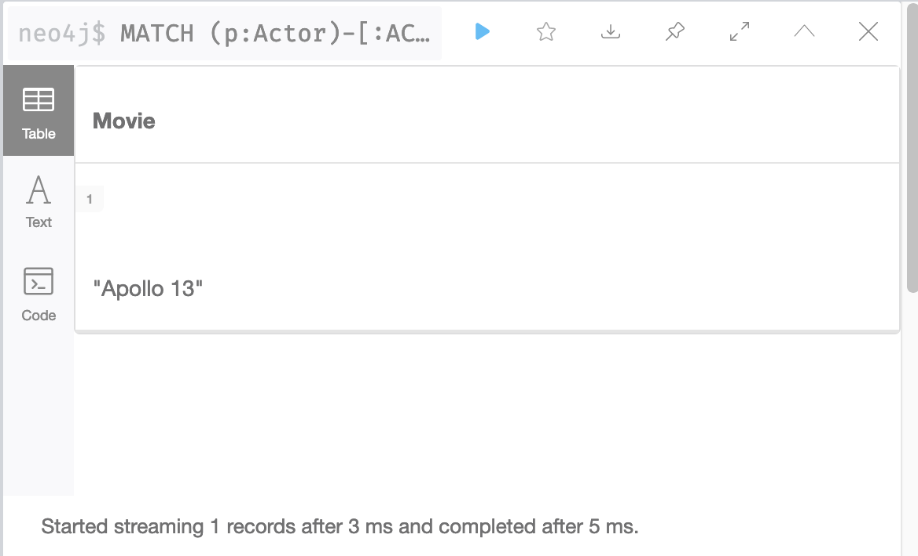 neo4j$ MATCH (p:Actor)-[:AC…
Table
Movie
1
Text
"Apollo 13"
Code
Started streaming 1 records after 3 ms and completed after 5 ms.